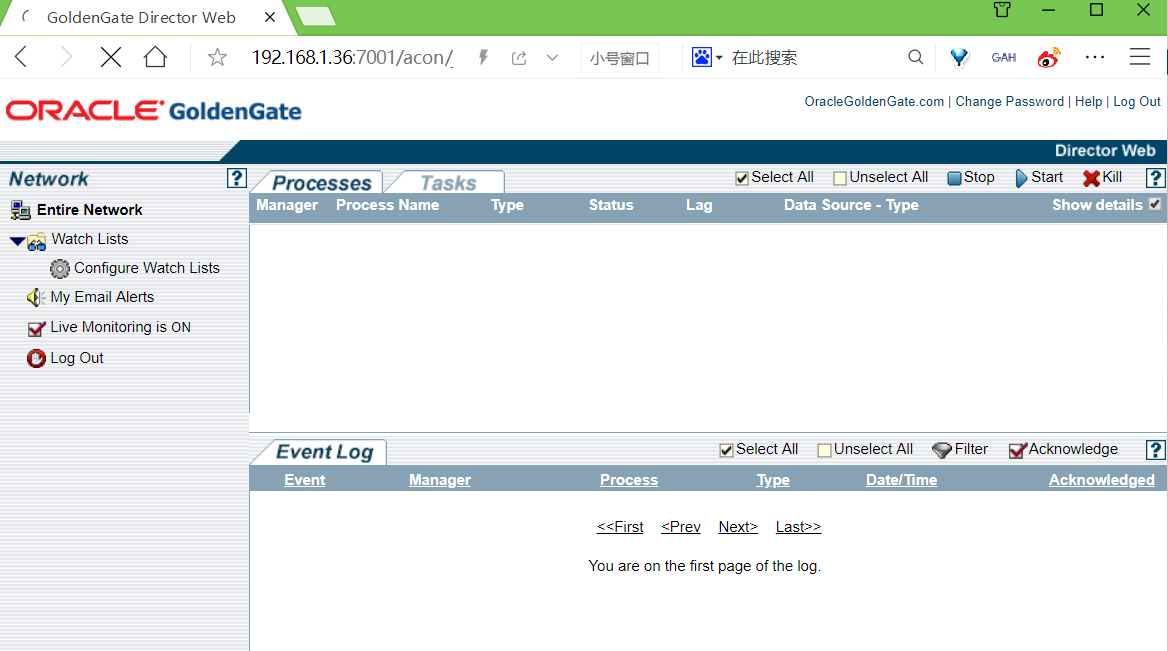 GoldenGate Director Web
192.168.1.36:7001/acon/ 小号窗口 在此搜索 GAH
ORACLE GoldenGate
OracleGoldenGate.com | Change Password | Help | Log Out
Director Web
Network ?
Processes Tasks Select All Unselect All Stop Start Kill ?
Manager Process Name Type Status Lag Data Source - Type Show details
Entire Network
Watch Lists
Configure Watch Lists
My Email Alerts
Live Monitoring is ON
Log Out
Event Log Select All Unselect All Filter Acknowledge ?
Event Manager Process Type Date/Time Acknowledged
<<First <Prev Next> Last>>
You are on the first page of the log.